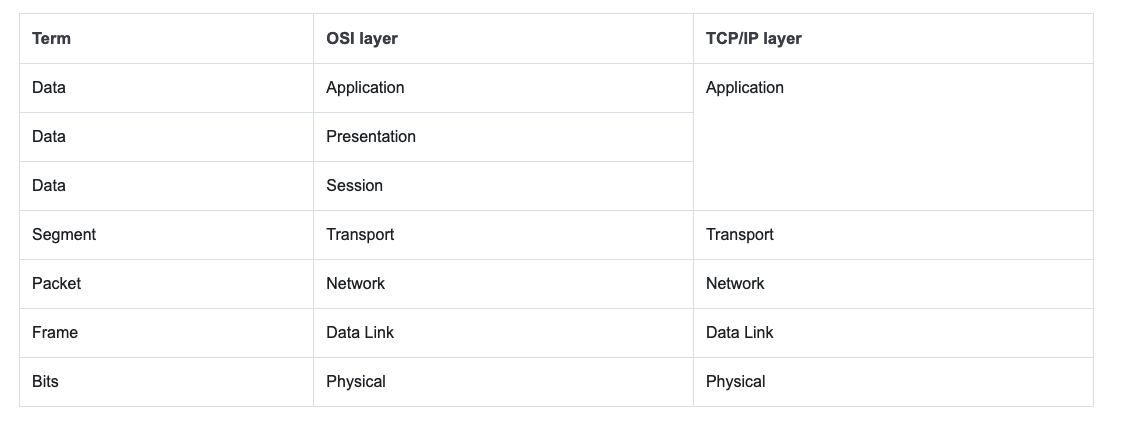 Term OSI layer TCP/IP layer
Data Application Application
Data Presentation
Data Session
Segment Transport Transport
Packet Network Network
Frame Data Link Data Link
Bits Physical Physical